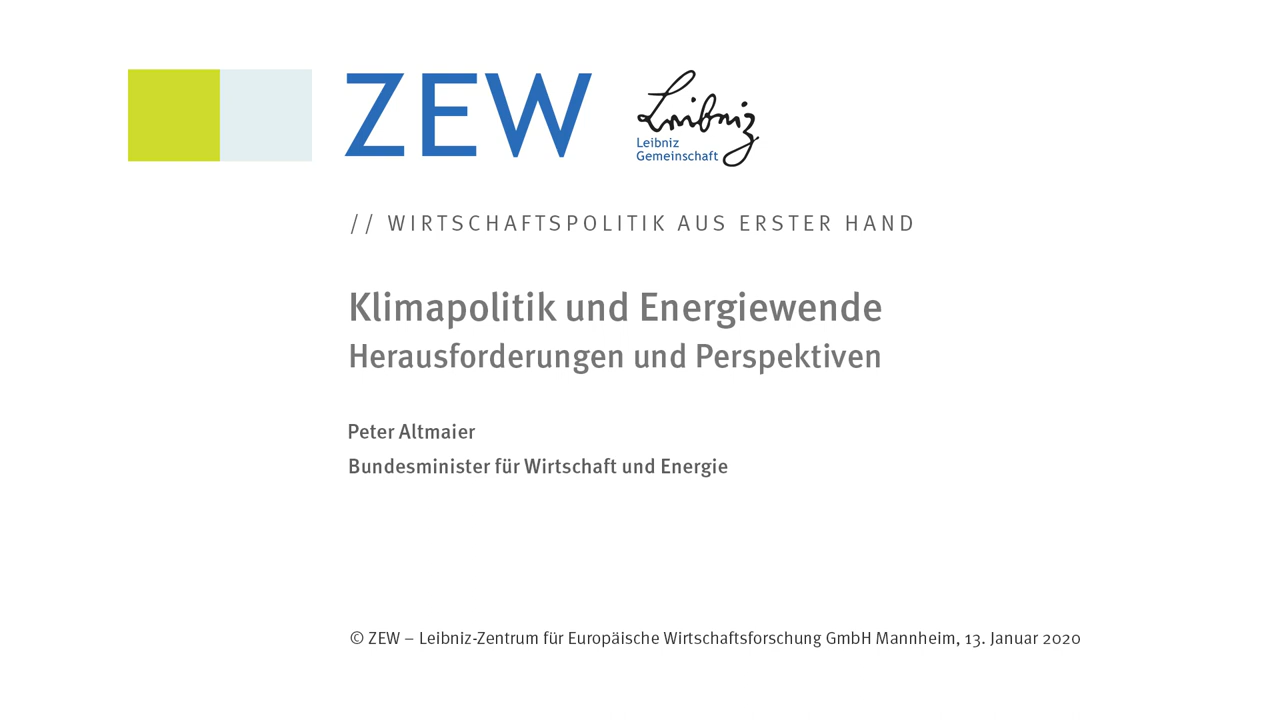 ZEW
Leibniz
Leibniz
Gemeinschaft
// WIRTSCHAFTSPOLITIK AUS ERSTER HAND
Klimapolitik und Energiewende
Herausforderungen und Perspektiven
Peter Altmaier
Bundesminister für Wirtschaft und Energie
© ZEW – Leibniz-Zentrum für Europäische Wirtschaftsforschung GmbH Mannheim, 13. Januar 2020